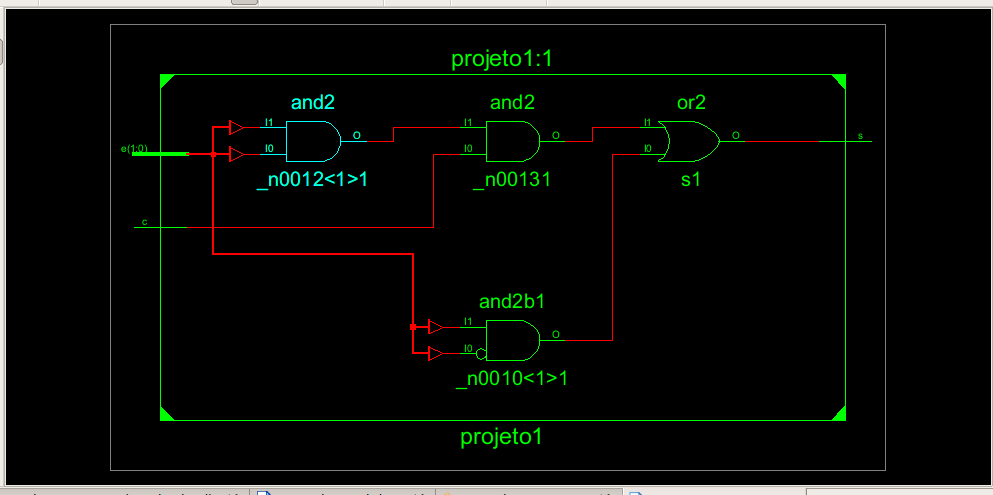 projeto1:1
and2 and2 or2
I1 O I1 O I1 O s
e(1:0) I0 I0 I0
_n0012<1>1 _n00131 s1
c
and2b1
I1 O
I0
_n0010<1>1
projeto1